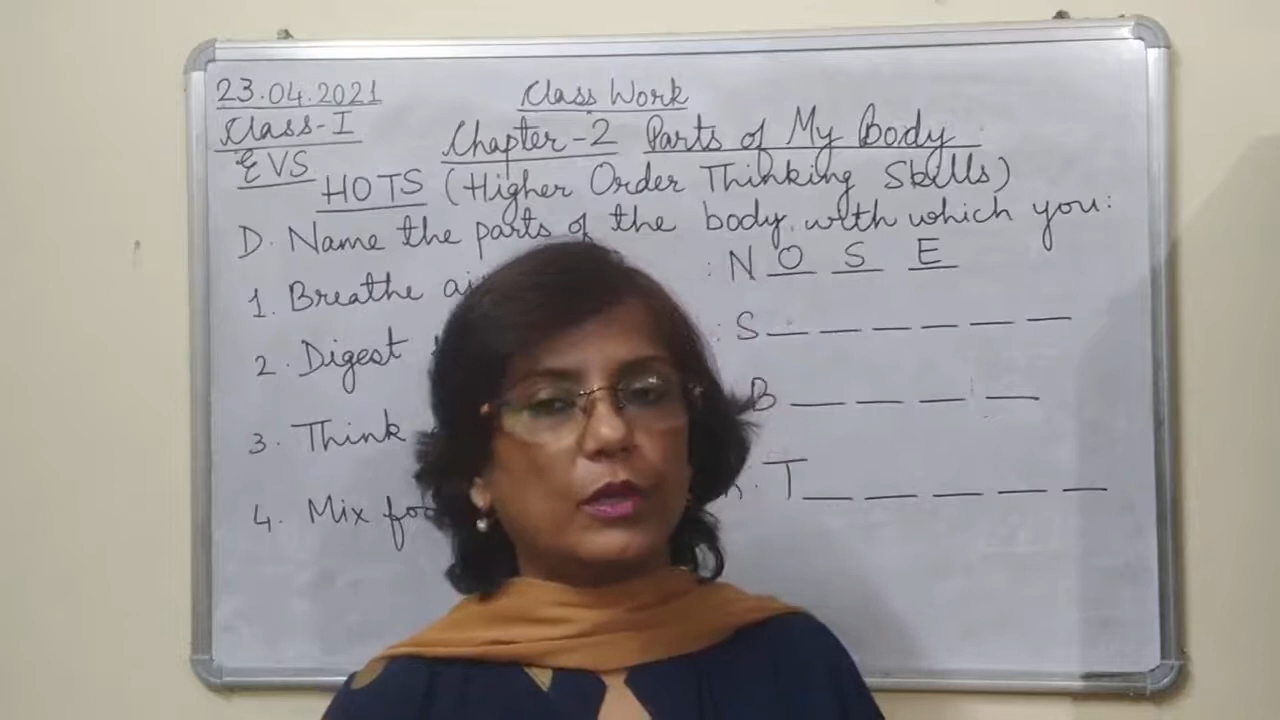 23.04.2021 Class Work
Class-I
Chapter-2 Parts of My Body
EVS
HOTS (Higher Order Thinking Skills)
D. Name the parts of the body with which you:
1. Breathe : N O S E
2. Digest : S _ _ _ _ _ _
3. Think B _ _ _ _
4. Mix : T _ _ _ _ _